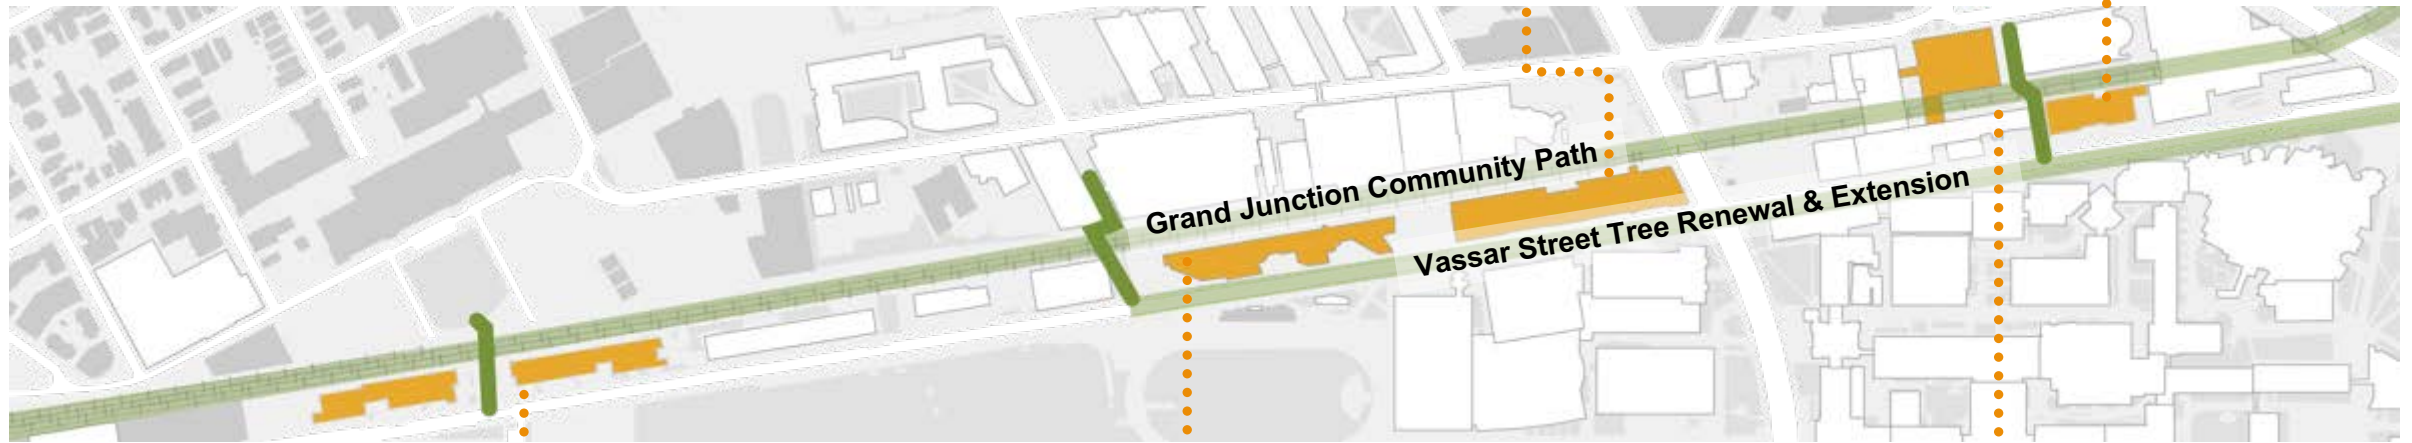 Grand Junction Community Path
Vassar Street Tree Renewal & Extension